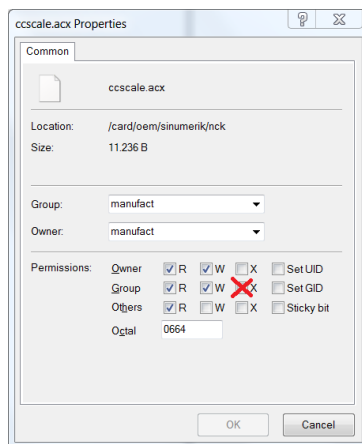 ccscale.acx Properties
Common
ccscale.acx
Location: /card/oem/sinumerik/nck
Size: 11.236 B
Group: manufact
Owner: manufact
Permissions: Owner R W X Set UID
Group R W X Set GID
Others R W X Sticky bit
Octal 0664
OK Cancel